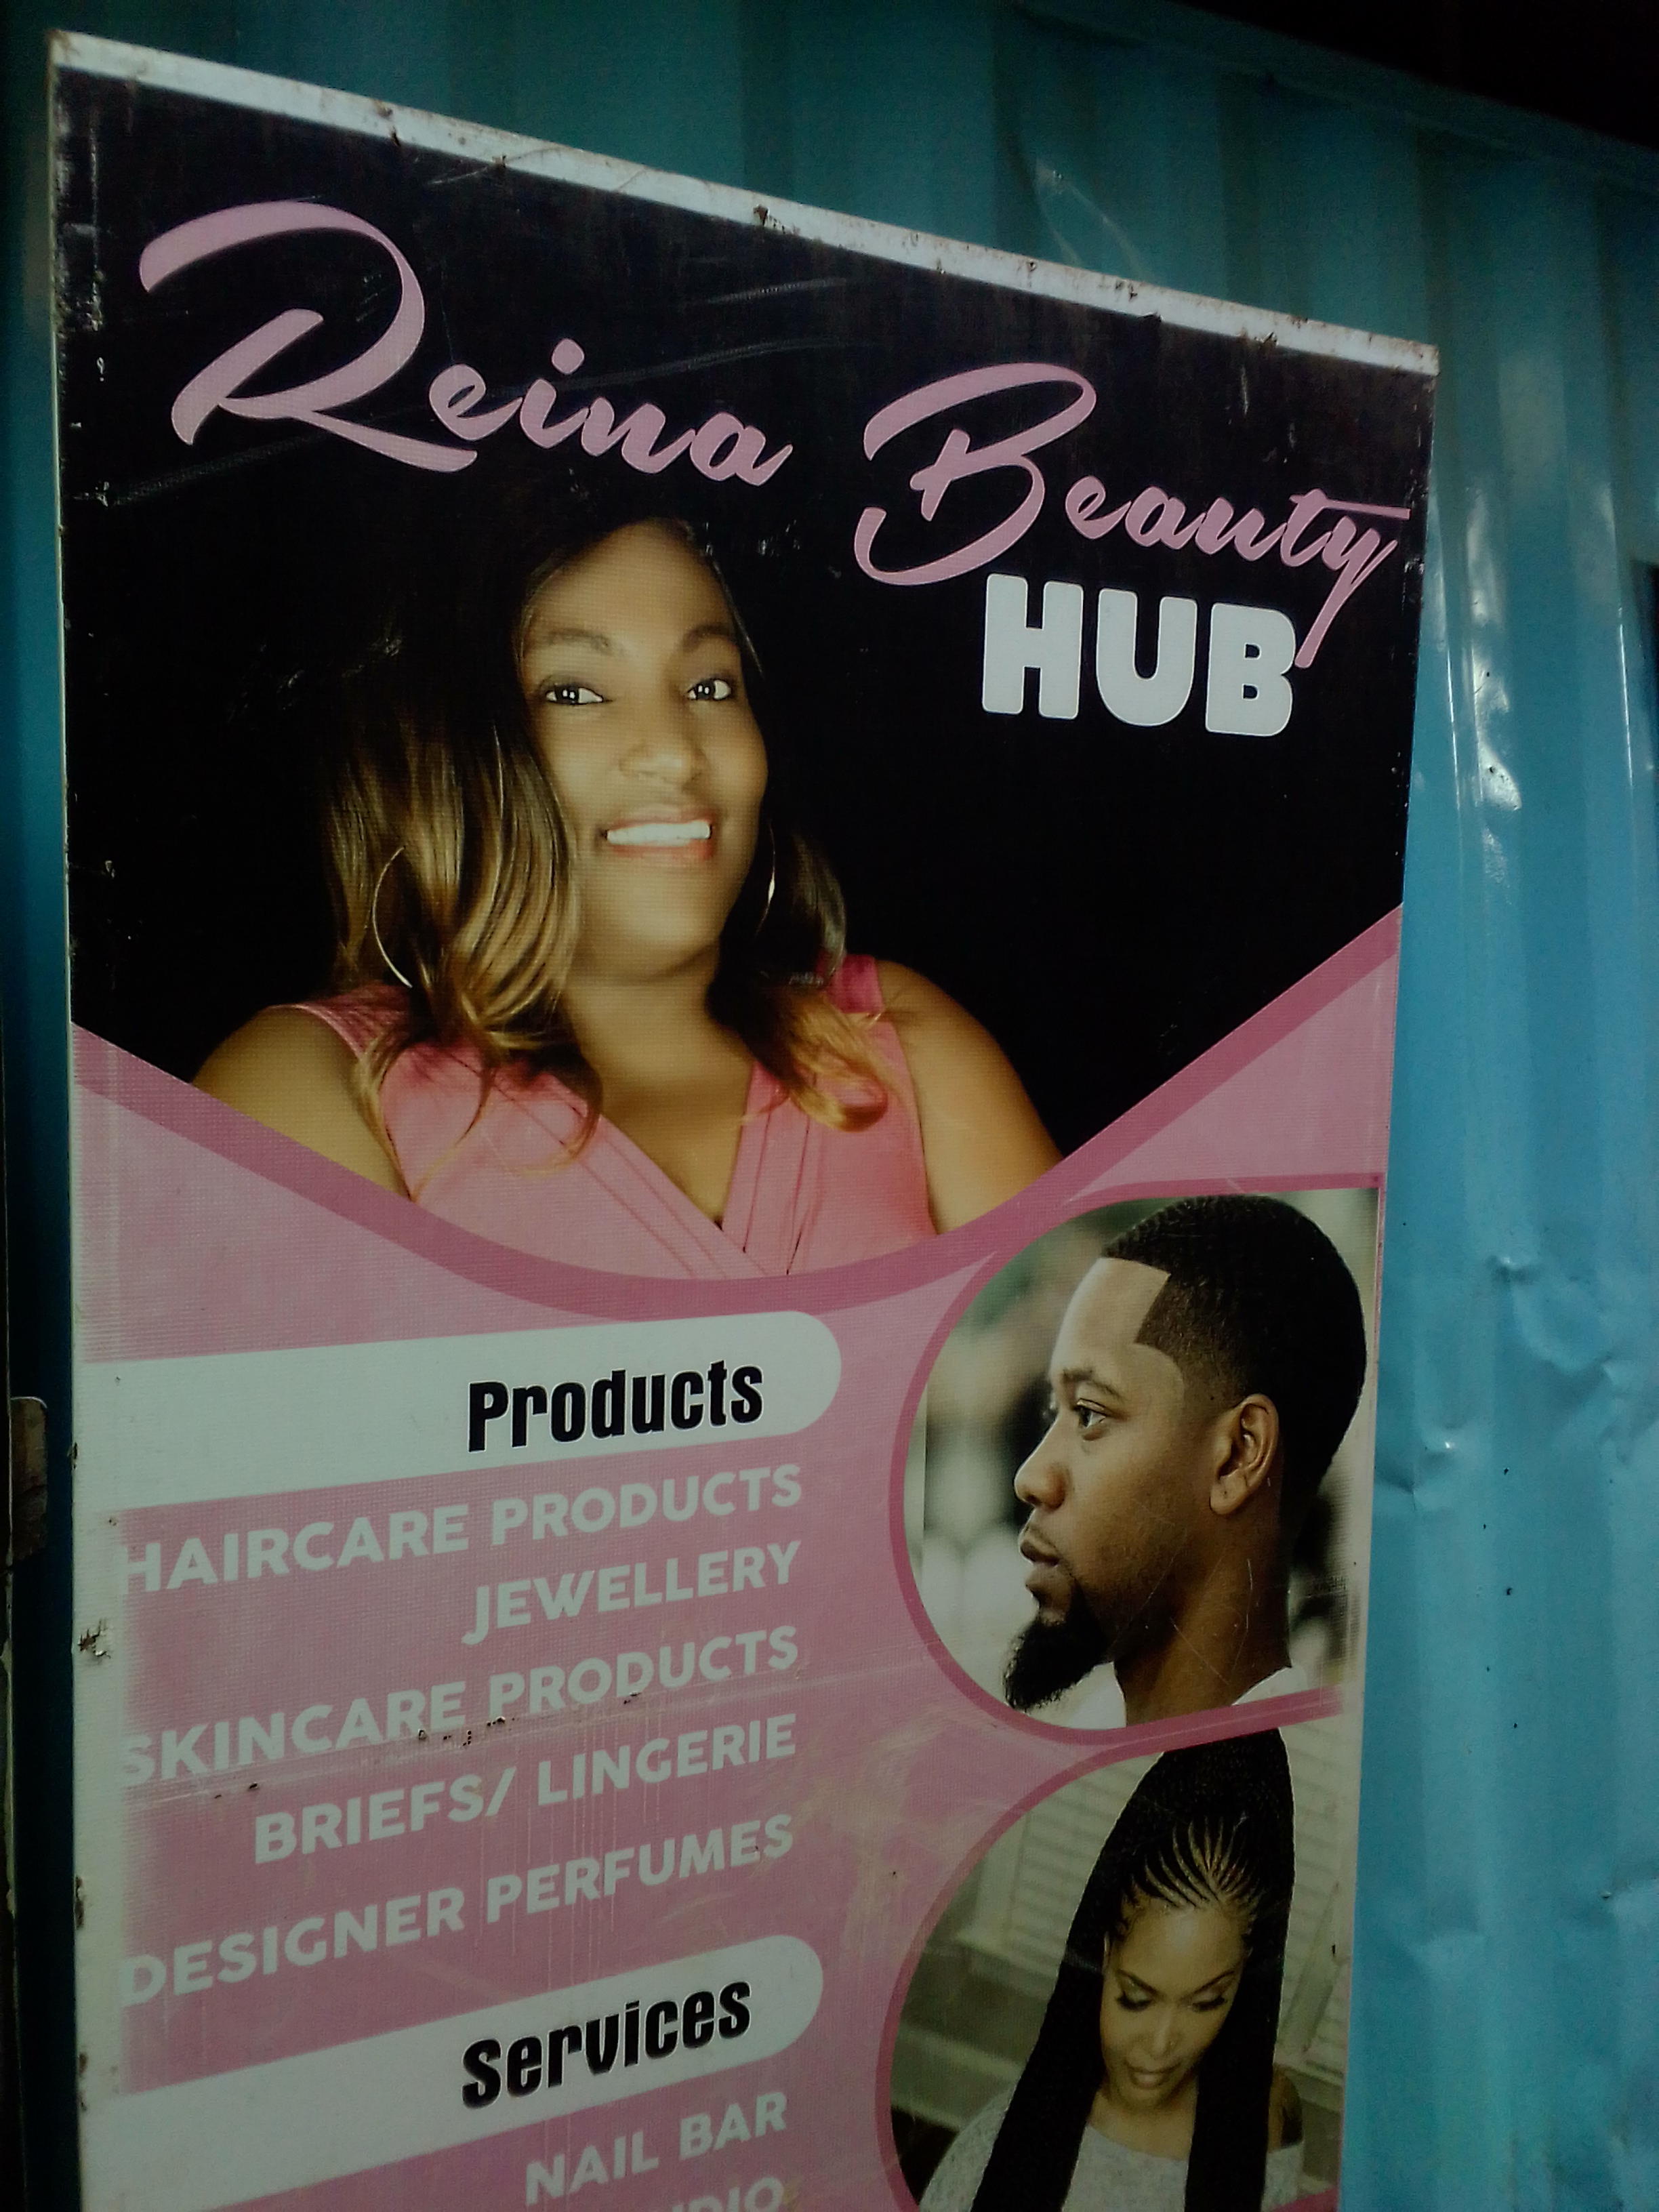 Reina Beauty
HUB
Products
HAIRCARE PRODUCTS
JEWELLERY
SKINCARE PRODUCTS
BRIEFS/ LINGERIE
DESIGNER PERFUMES
Services
NAIL BAR